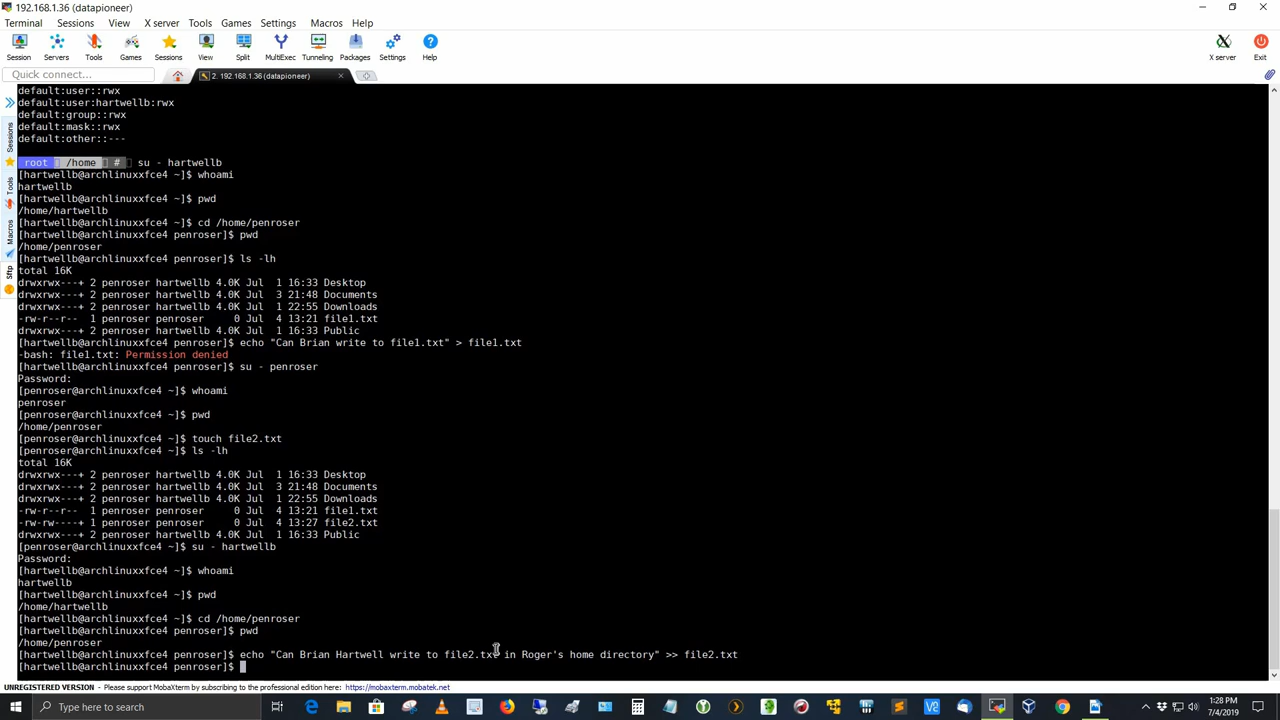 192.168.1.36 (datapioneer)
Terminal Sessions View X server Tools Games Settings Macros Help
Session Servers Tools Games Sessions View Split MultiExec Tunneling Packages Settings Help X server Exit
Quick connect... 2. 192.168.1.36 (datapioneer)
Sessions
Tools
Macros
Sftp
default:user::rwx
default:user:hartwellb:rwx
default:group::rwx
default:mask::rwx
default:other::---
root /home # su - hartwellb
[hartwellb@archlinuxxfce4 ~]$ whoami
hartwellb
[hartwellb@archlinuxxfce4 ~]$ pwd
/home/hartwellb
[hartwellb@archlinuxxfce4 ~]$ cd /home/penroser
[hartwellb@archlinuxxfce4 penroser]$ pwd
/home/penroser
[hartwellb@archlinuxxfce4 penroser]$ ls -lh
total 16K
drwxrwx---+ 2 penroser hartwellb 4.0K Jul  1 16:33 Desktop
drwxrwx---+ 2 penroser hartwellb 4.0K Jul  3 21:48 Documents
drwxrwx---+ 2 penroser hartwellb 4.0K Jul  1 22:55 Downloads
-rw-r--r--  1 penroser penroser     0 Jul  4 13:21 file1.txt
drwxrwx---+ 2 penroser hartwellb 4.0K Jul  1 16:33 Public
[hartwellb@archlinuxxfce4 penroser]$ echo "Can Brian write to file1.txt" > file1.txt
-bash: file1.txt: Permission denied
[hartwellb@archlinuxxfce4 penroser]$ su - penroser
Password:
[penroser@archlinuxxfce4 ~]$ whoami
penroser
[penroser@archlinuxxfce4 ~]$ pwd
/home/penroser
[penroser@archlinuxxfce4 ~]$ touch file2.txt
[penroser@archlinuxxfce4 ~]$ ls -lh
total 16K
drwxrwx---+ 2 penroser hartwellb 4.0K Jul  1 16:33 Desktop
drwxrwx---+ 2 penroser hartwellb 4.0K Jul  3 21:48 Documents
drwxrwx---+ 2 penroser hartwellb 4.0K Jul  1 22:55 Downloads
-rw-r--r--  1 penroser penroser     0 Jul  4 13:21 file1.txt
-rw-rw----+ 1 penroser penroser     0 Jul  4 13:27 file2.txt
drwxrwx---+ 2 penroser hartwellb 4.0K Jul  1 16:33 Public
[penroser@archlinuxxfce4 ~]$ su - hartwellb
Password:
[hartwellb@archlinuxxfce4 ~]$ whoami
hartwellb
[hartwellb@archlinuxxfce4 ~]$ pwd
/home/hartwellb
[hartwellb@archlinuxxfce4 ~]$ cd /home/penroser
[hartwellb@archlinuxxfce4 penroser]$ pwd
/home/penroser
[hartwellb@archlinuxxfce4 penroser]$ echo "Can Brian Hartwell write to file2.txt in Roger's home directory" >> file2.txt
[hartwellb@archlinuxxfce4 penroser]$
UNREGISTERED VERSION - Please support MobaXterm by subscribing to the professional edition here: https://mobaxterm.mobatek.net
Type here to search
1:28 PM
7/4/2019